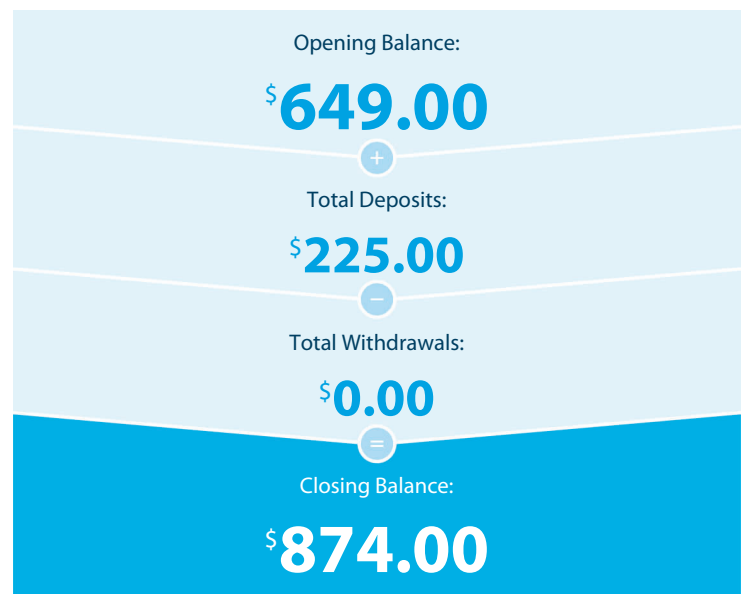 Opening Balance:
$649.00
+
Total Deposits:
$225.00
−
Total Withdrawals:
$0.00
=
Closing Balance:
$874.00